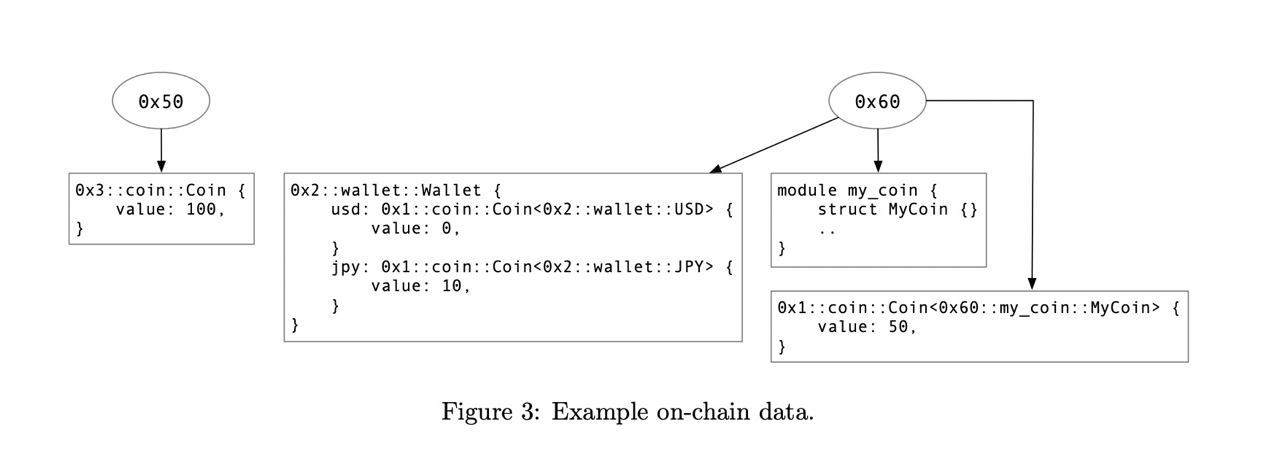 0x50
0x60
0x3::coin::Coin {
    value: 100,
}
0x2::wallet::Wallet {
    usd: 0x1::coin::Coin<0x2::wallet::USD> {
        value: 0,
    }
    jpy: 0x1::coin::Coin<0x2::wallet::JPY> {
        value: 10,
    }
}
module my_coin {
    struct MyCoin {}
    ..
}
0x1::coin::Coin<0x60::my_coin::MyCoin> {
    value: 50,
}
Figure 3: Example on-chain data.